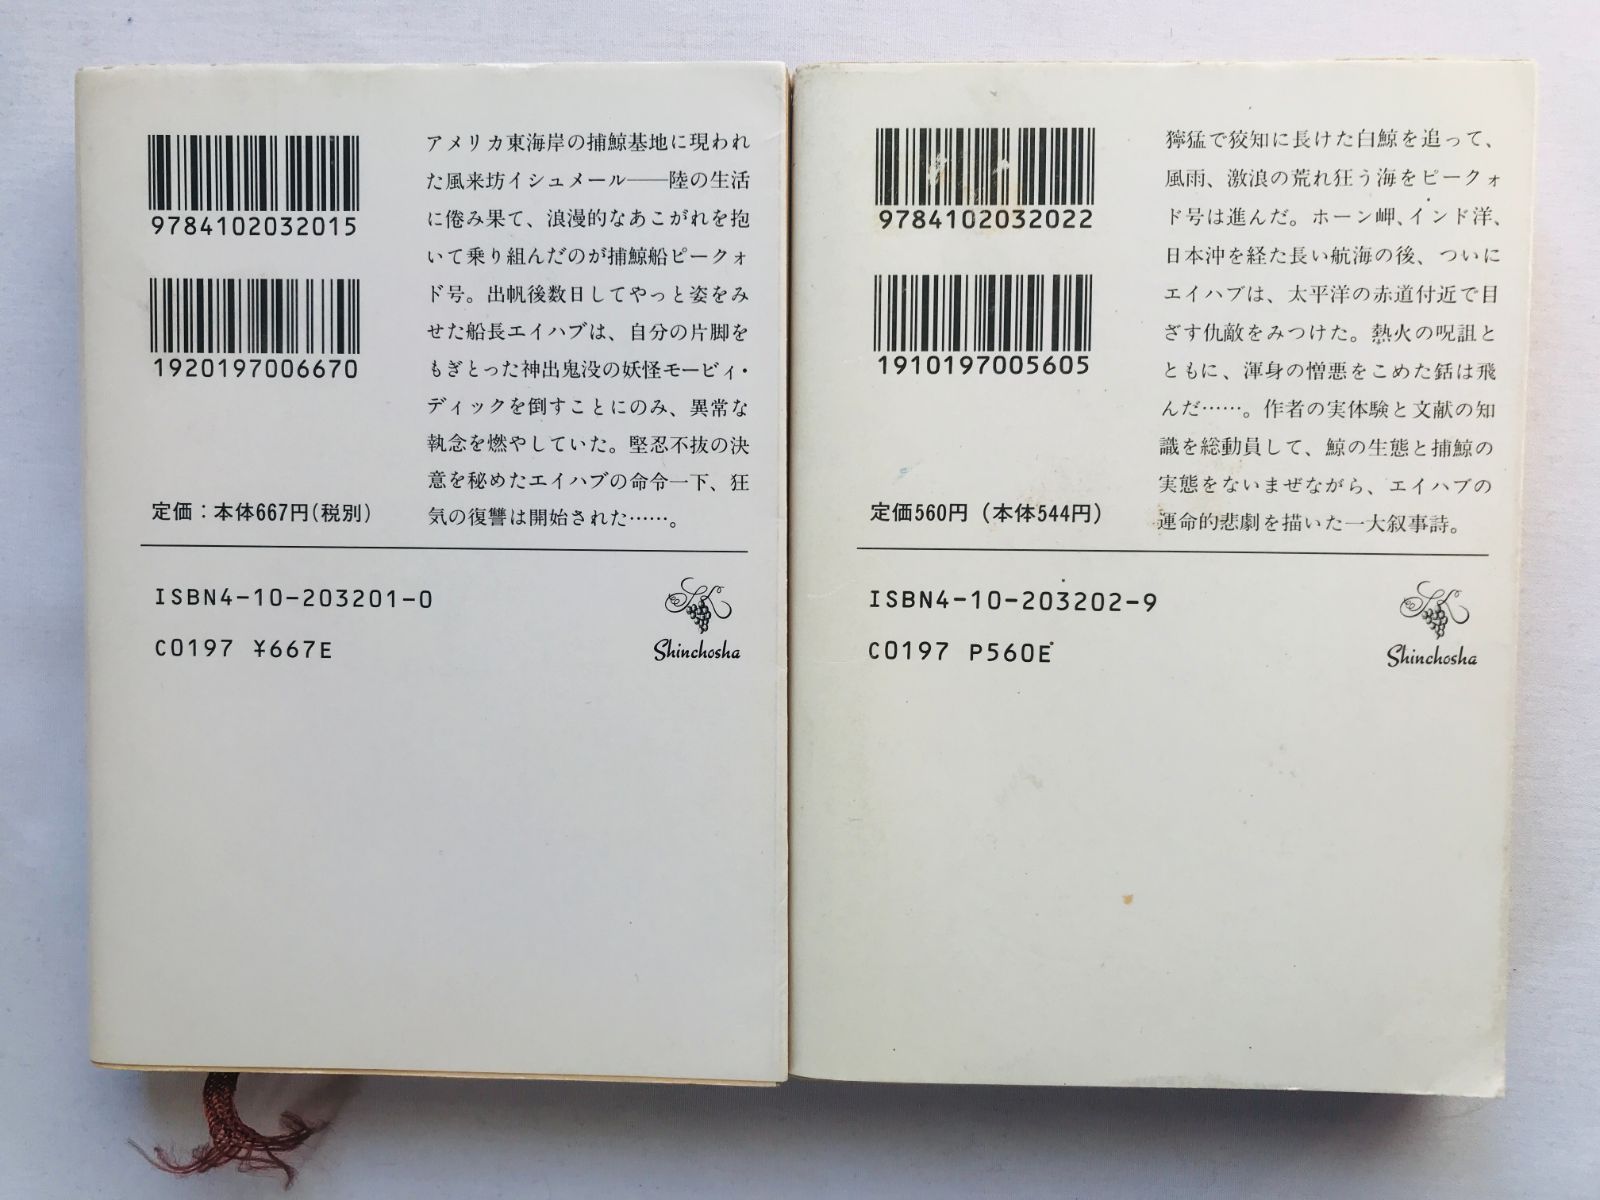 9784102032015
1920197006670
定価：本体667円(税別)
アメリカ東海岸の捕鯨基地に現われ
た風来坊イシュメール──陸の生活
に倦み果て、浪漫的なあこがれを抱
いて乗り組んだのが捕鯨船ピークォ
ド号。出帆後数日してやっと姿をみ
せた船長エイハブは、自分の片脚を
もぎとった神出鬼没の妖怪モービィ・
ディックを倒すことにのみ、異常な
執念を燃やしていた。堅忍不抜の決
意を秘めたエイハブの命令一下、狂
気の復讐は開始された……。
ISBN4-10-203201-0
C0197 ¥667E
Shinchosha
9784102032022
1910197005605
定価560円（本体544円）
獰猛で狡知に長けた白鯨を追って、
風雨、激浪の荒れ狂う海をピークォ
ド号は進んだ。ホーン岬、インド洋、
日本沖を経た長い航海の後、ついに
エイハブは、太平洋の赤道付近で目
ざす仇敵をみつけた。熱火の呪詛と
ともに、渾身の憎悪をこめた銛は飛
んだ……。作者の実体験と文献の知
識を総動員して、鯨の生態と捕鯨の
実態をないまぜながら、エイハブの
運命的悲劇を描いた一大叙事詩。
ISBN4-10-203202-9
C0197 P560E
Shinchosha